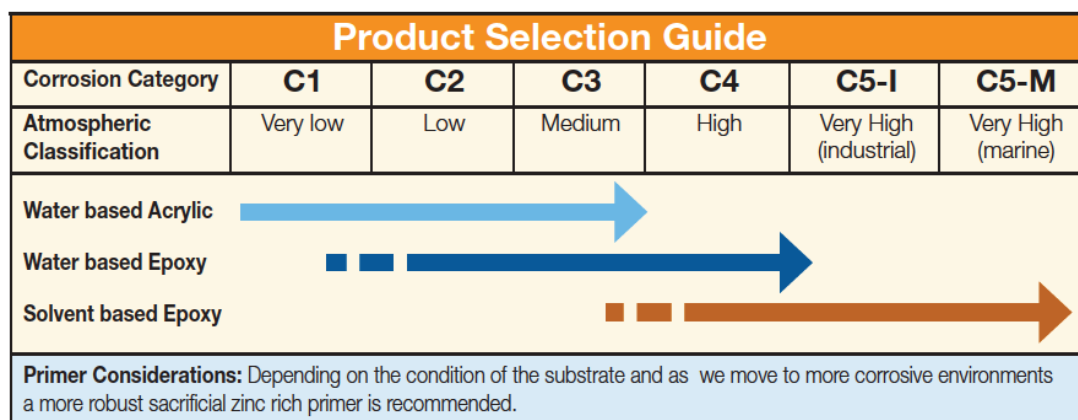 Product Selection Guide
Corrosion Category C1 C2 C3 C4 C5-I C5-M
Atmospheric Classification Very low Low Medium High Very High (industrial) Very High (marine)
Water based Acrylic
Water based Epoxy
Solvent based Epoxy
Primer Considerations: Depending on the condition of the substrate and as we move to more corrosive environments
a more robust sacrificial zinc rich primer is recommended.